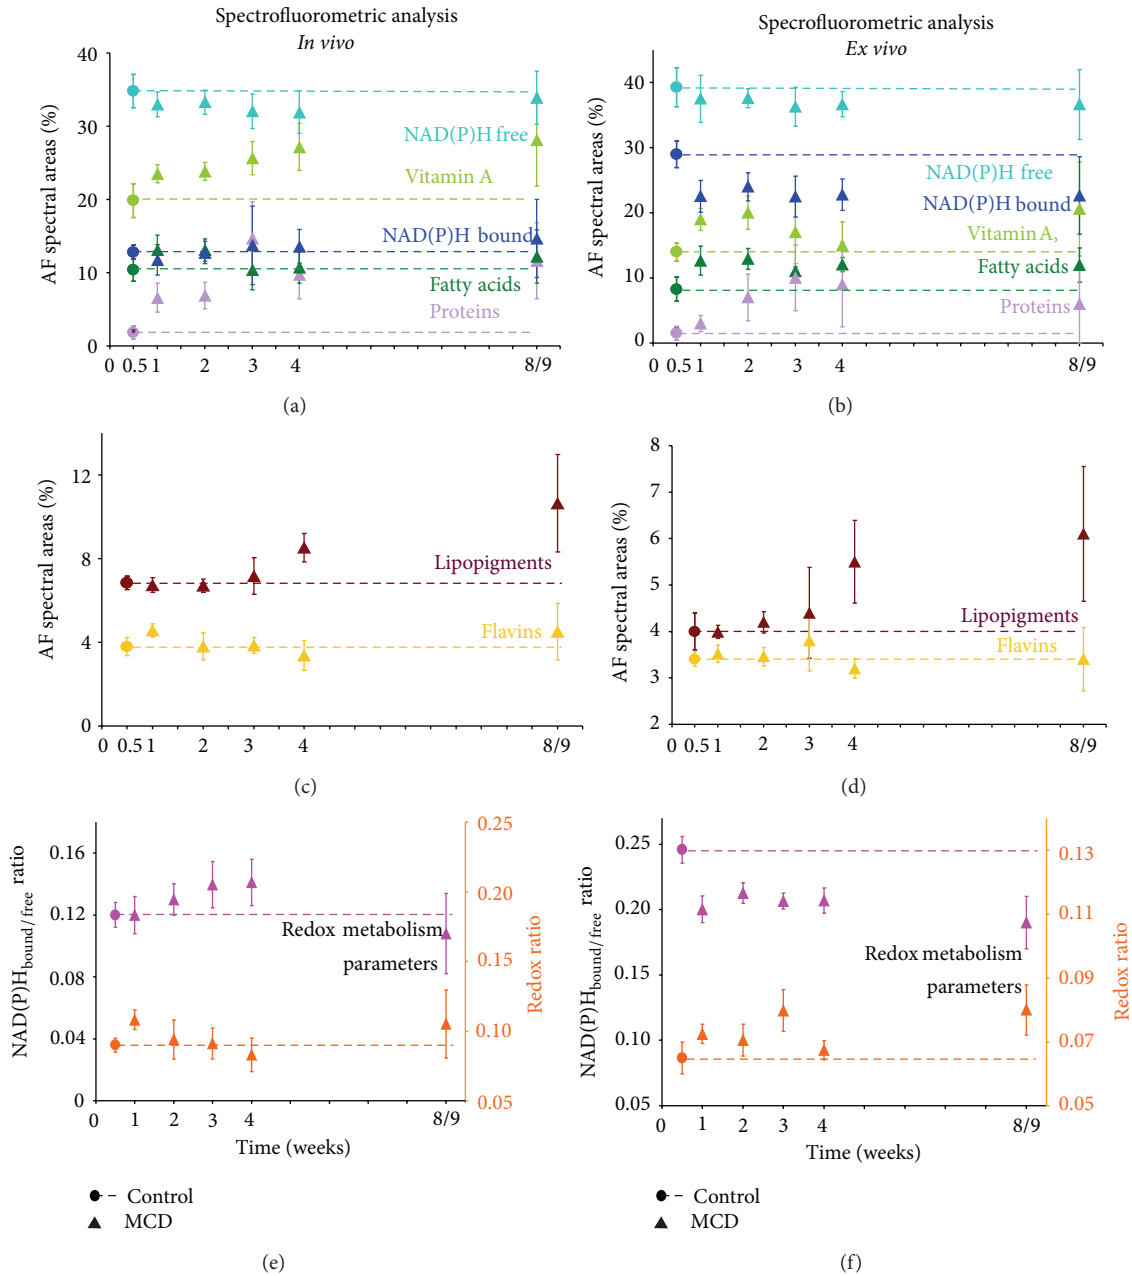 Spectrofluorometric analysis
In vivo
AF spectral areas (%)
40
30
20
10
0
NAD(P)H free
Vitamin A
NAD(P)H bound
Fatty acids
Proteins
0 0.5 1 2 3 4 8/9
(a)
Specrofluorometric analysis
Ex vivo
AF spectral areas (%)
40
30
20
10
0
NAD(P)H free
NAD(P)H bound
Vitamin A,
Fatty acids
Proteins
0 0.5 1 2 3 4 8/9
(b)
AF spectral areas (%)
12
8
4
0
Lipopigments
Flavins
0 0.5 1 2 3 4 8/9
(c)
AF spectral areas (%)
8
7
6
5
4
3
2
Lipopigments
Flavins
0 0.5 1 2 3 4 8/9
(d)
NAD(P)H bound/free ratio
0.16
0.12
0.08
0.04
0
Redox metabolism
parameters
0.25
0.20
0.15
0.10
0.05
Redox ratio
0 1 2 3 4 8/9
Time (weeks)
Control
MCD
(e)
NAD(P)H bound/free ratio
0.25
0.20
0.15
0.10
0.05
Redox metabolism
parameters
0.13
0.11
0.09
0.07
0.05
Redox ratio
0 1 2 3 4 8/9
Time (weeks)
Control
MCD
(f)